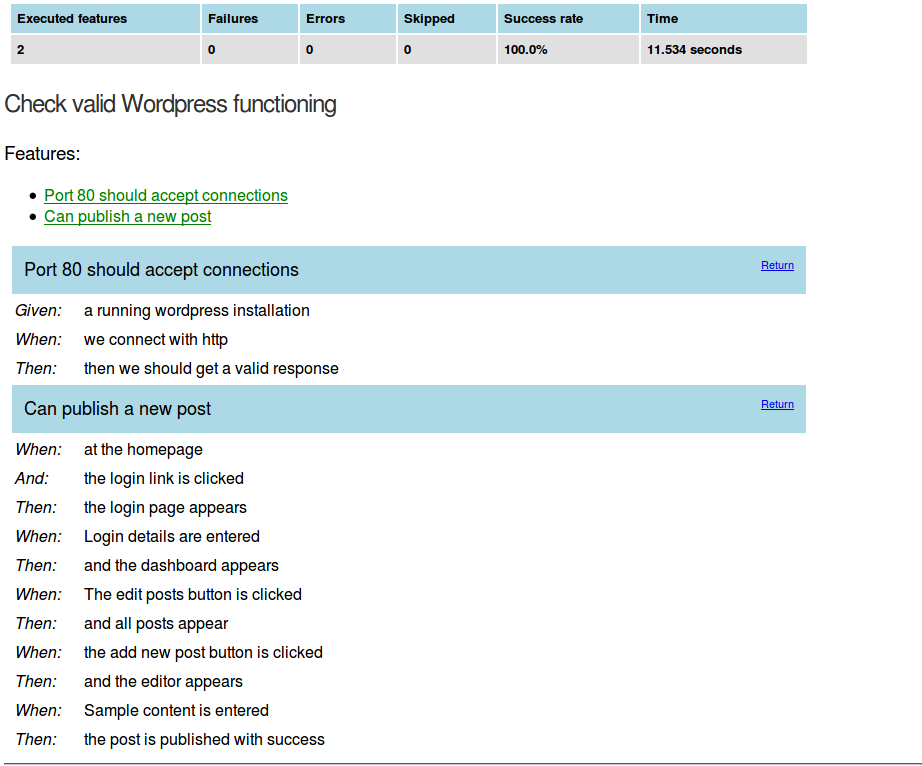 Executed features Failures Errors Skipped Success rate Time
2 0 0 0 100.0% 11.534 seconds
Check valid Wordpress functioning
Features:
Port 80 should accept connections
Can publish a new post
Port 80 should accept connections Return
Given: a running wordpress installation
When: we connect with http
Then: then we should get a valid response
Can publish a new post Return
When: at the homepage
And: the login link is clicked
Then: the login page appears
When: Login details are entered
Then: and the dashboard appears
When: The edit posts button is clicked
Then: and all posts appear
When: the add new post button is clicked
Then: and the editor appears
When: Sample content is entered
Then: the post is published with success